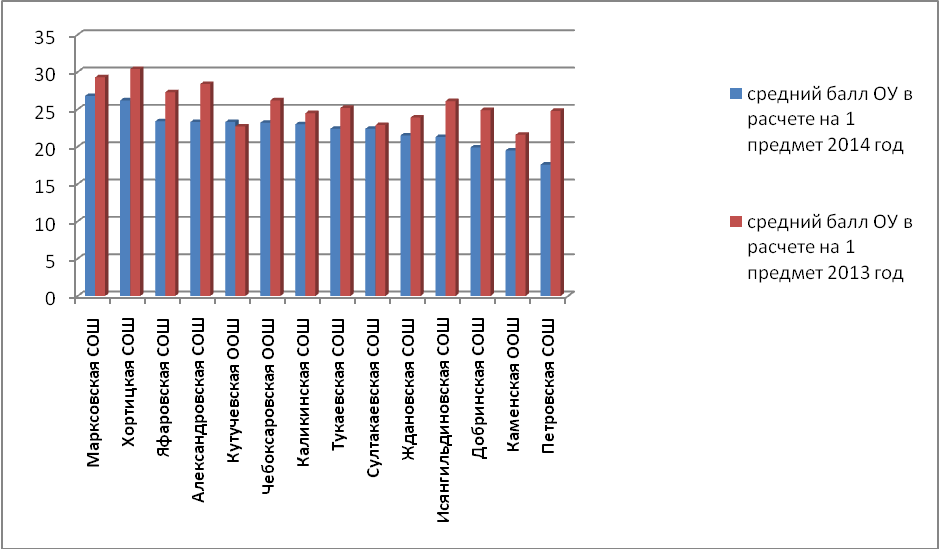 35
30
25
20
15
10
5
0
Марксовская СОШ
Хортицкая СОШ
Яфаровская СОШ
Александровская СОШ
Кутучевская ООШ
Чебоксаровская ООШ
Каликинская СОШ
Тукаевская СОШ
Султакаевская СОШ
Ждановская СОШ
Исянгильдиновская СОШ
Добринская СОШ
Каменская ООШ
Петровская СОШ
средний балл ОУ в
расчете на 1
предмет 2014 год
средний балл ОУ в
расчете на 1
предмет 2013 год